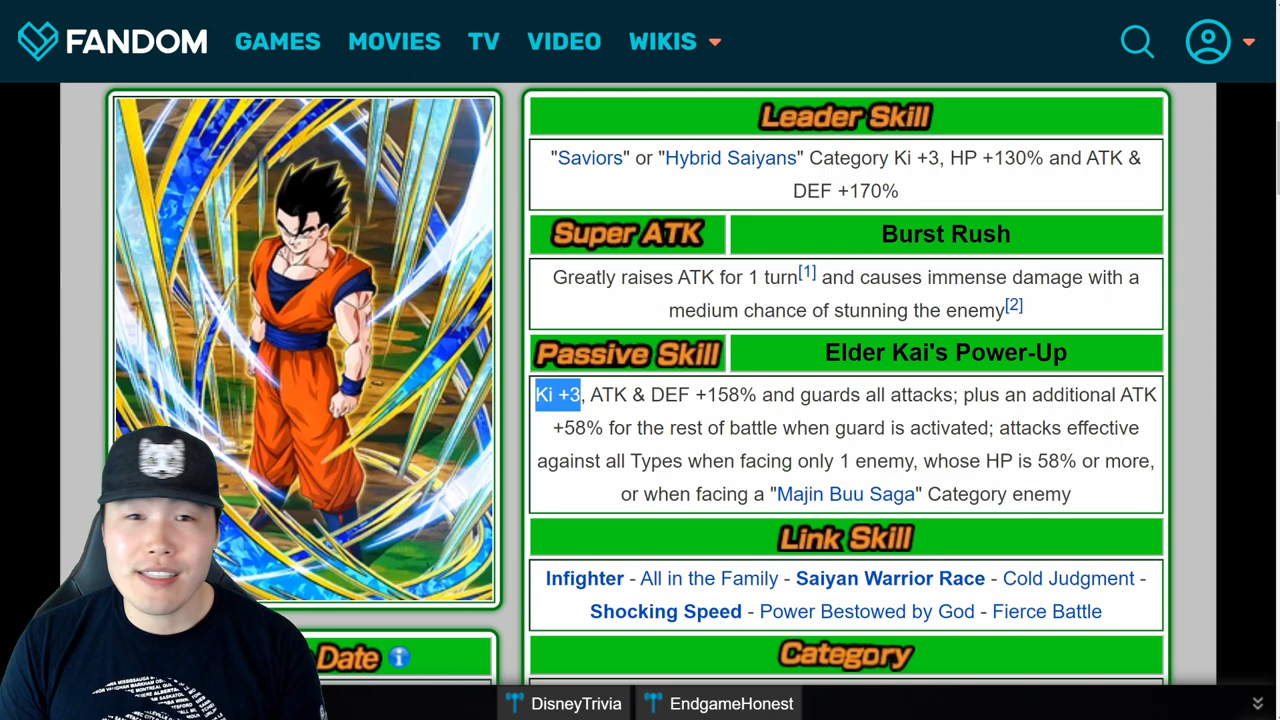 FANDOM GAMES MOVIES TV VIDEO WIKIS
Leader Skill
"Saviors" or "Hybrid Saiyans" Category Ki +3, HP +130% and ATK &
DEF +170%
Super ATK Burst Rush
Greatly raises ATK for 1 turn[1] and causes immense damage with a
medium chance of stunning the enemy[2]
Passive Skill Elder Kai's Power-Up
Ki +3, ATK & DEF +158% and guards all attacks; plus an additional ATK
+58% for the rest of battle when guard is activated; attacks effective
against all Types when facing only 1 enemy, whose HP is 58% or more,
or when facing a "Majin Buu Saga" Category enemy
Link Skill
Infighter - All in the Family - Saiyan Warrior Race - Cold Judgment -
Shocking Speed - Power Bestowed by God - Fierce Battle
Date i
Category
DisneyTrivia EndgameHonest